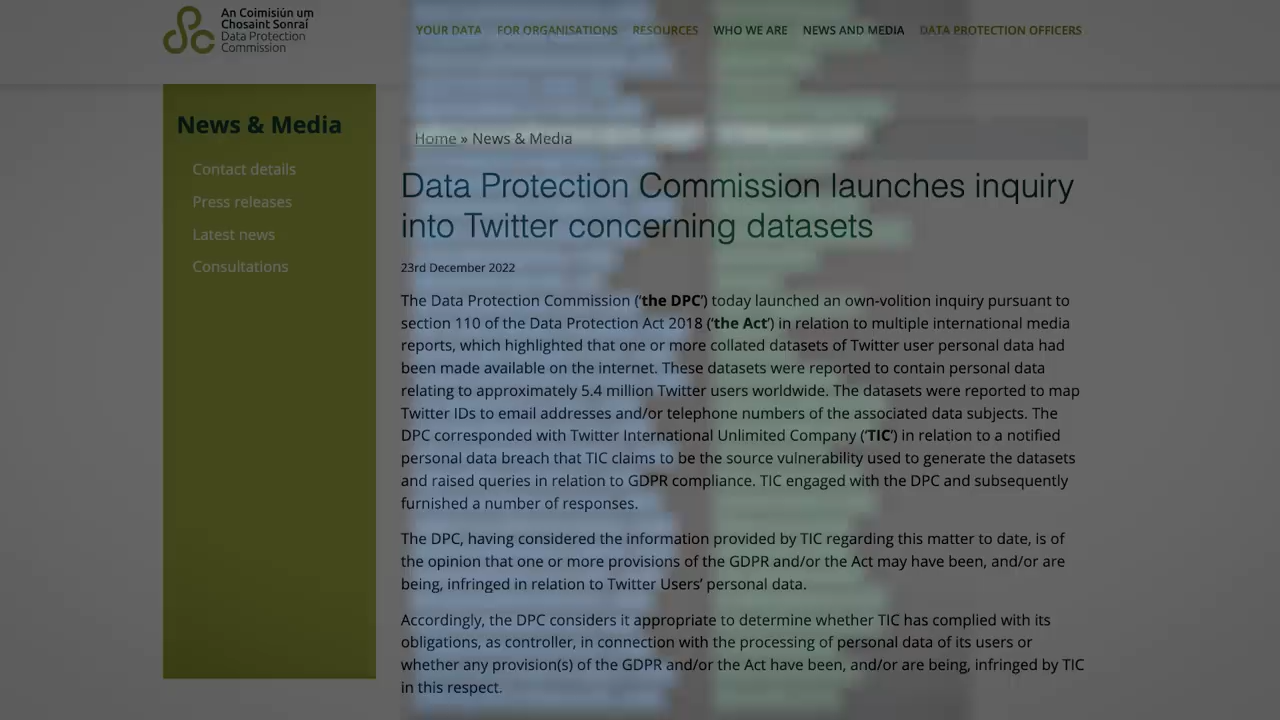 An Coimisiún um
Chosaint Sonraí
Data Protection
Commission
YOUR DATA FOR ORGANISATIONS RESOURCES WHO WE ARE NEWS AND MEDIA DATA PROTECTION OFFICERS
News & Media
Contact details
Press releases
Latest news
Consultations
Home » News & Media
Data Protection Commission launches inquiry
into Twitter concerning datasets
23rd December 2022
The Data Protection Commission (‘the DPC’) today launched an own-volition inquiry pursuant to
section 110 of the Data Protection Act 2018 (‘the Act’) in relation to multiple international media
reports, which highlighted that one or more collated datasets of Twitter user personal data had
been made available on the internet. These datasets were reported to contain personal data
relating to approximately 5.4 million Twitter users worldwide. The datasets were reported to map
Twitter IDs to email addresses and/or telephone numbers of the associated data subjects. The
DPC corresponded with Twitter International Unlimited Company (‘TIC’) in relation to a notified
personal data breach that TIC claims to be the source vulnerability used to generate the datasets
and raised queries in relation to GDPR compliance. TIC engaged with the DPC and subsequently
furnished a number of responses.
The DPC, having considered the information provided by TIC regarding this matter to date, is of
the opinion that one or more provisions of the GDPR and/or the Act may have been, and/or are
being, infringed in relation to Twitter Users’ personal data.
Accordingly, the DPC considers it appropriate to determine whether TIC has complied with its
obligations, as controller, in connection with the processing of personal data of its users or
whether any provision(s) of the GDPR and/or the Act have been, and/or are being, infringed by TIC
in this respect.